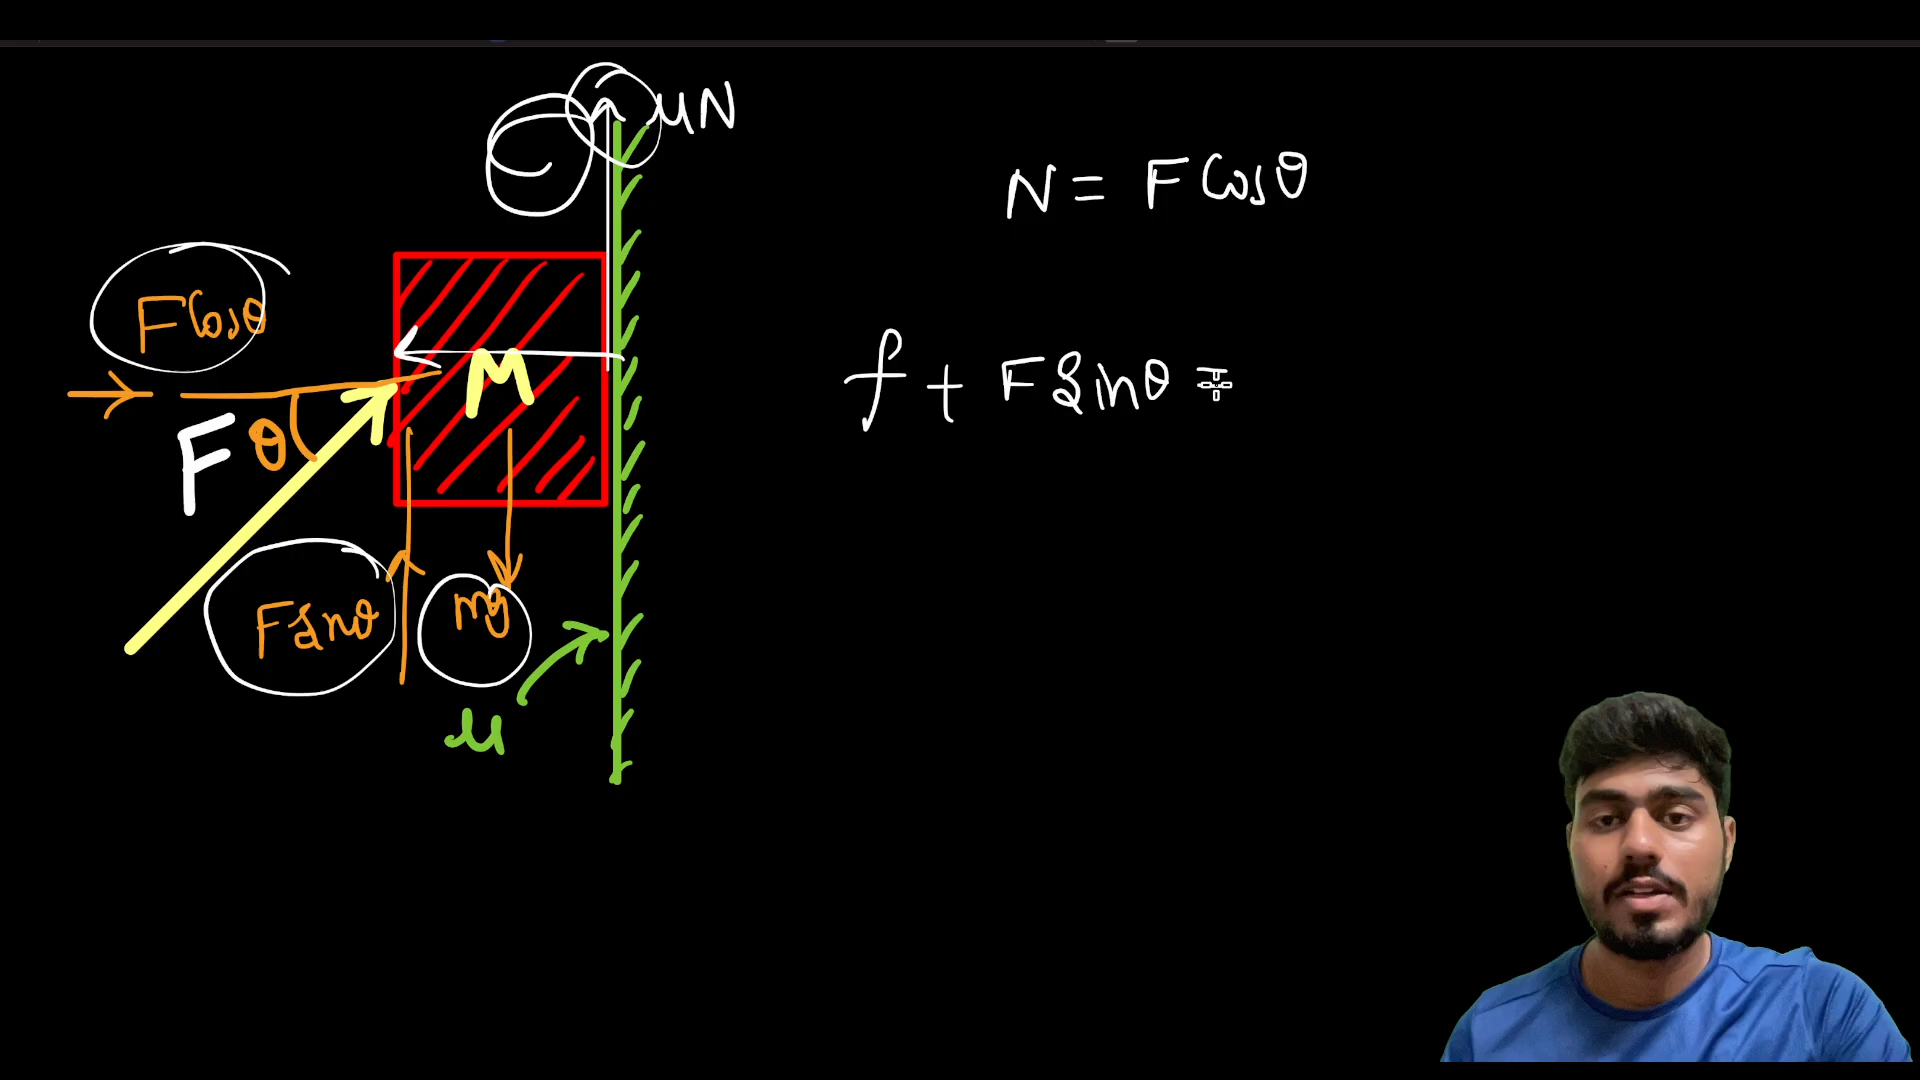 μN
N = F Cosθ
F Cosθ
M
f + F Sinθ =
F θ
F Sinθ
mg
μ